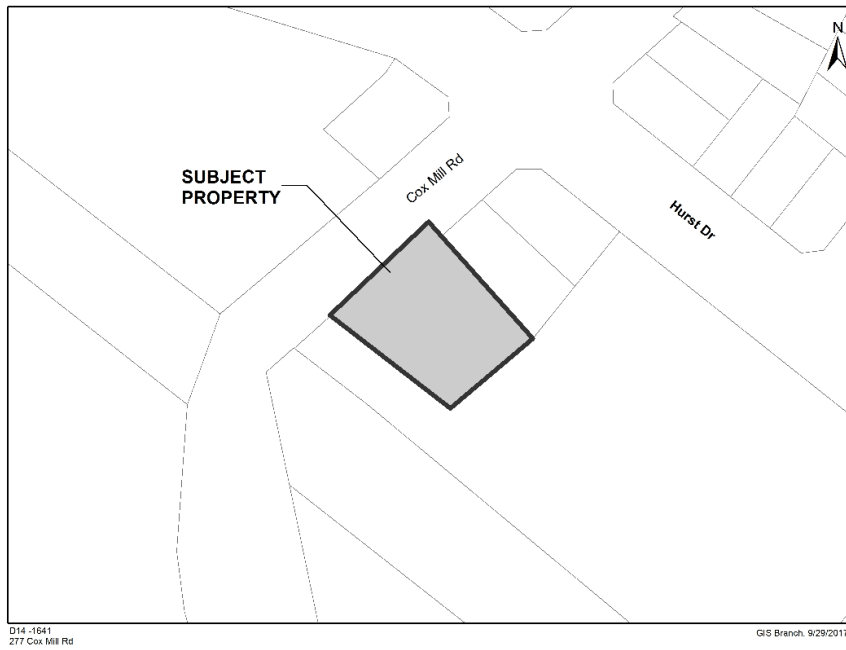 N
Cox Mill Rd
SUBJECT
PROPERTY
Hurst Dr
D14 -1641
277 Cox Mill Rd
GIS Branch. 9/29/2017